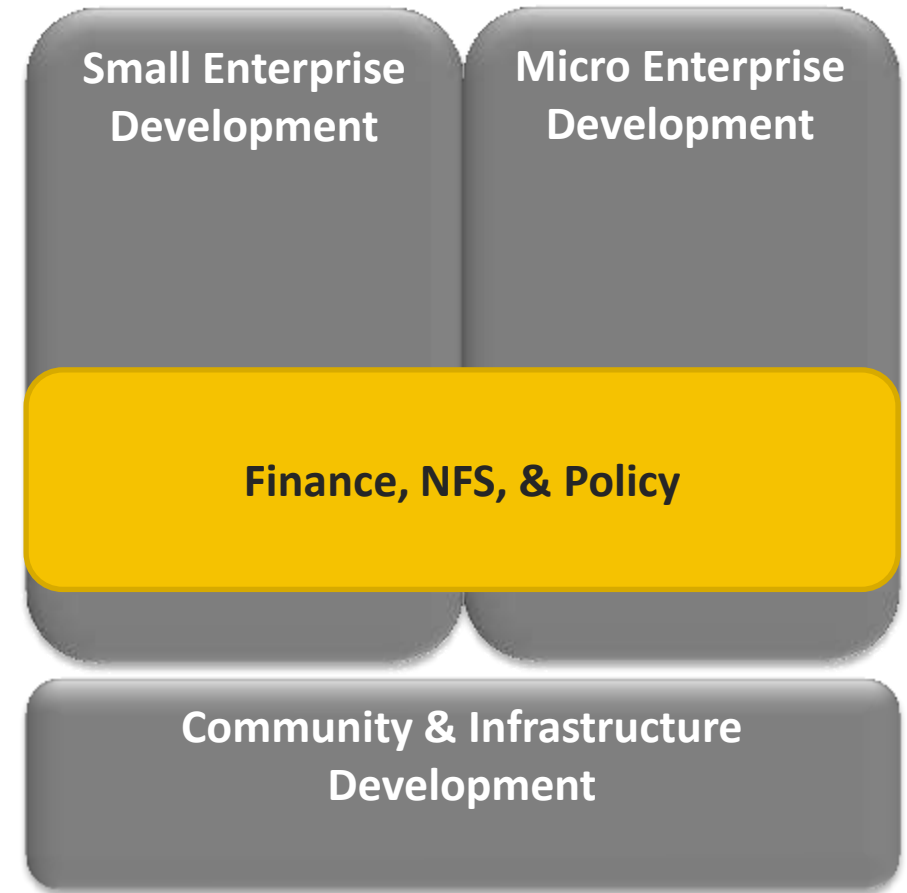 Small Enterprise
Development
Micro Enterprise
Development
Finance, NFS, & Policy
Community & Infrastructure
Development